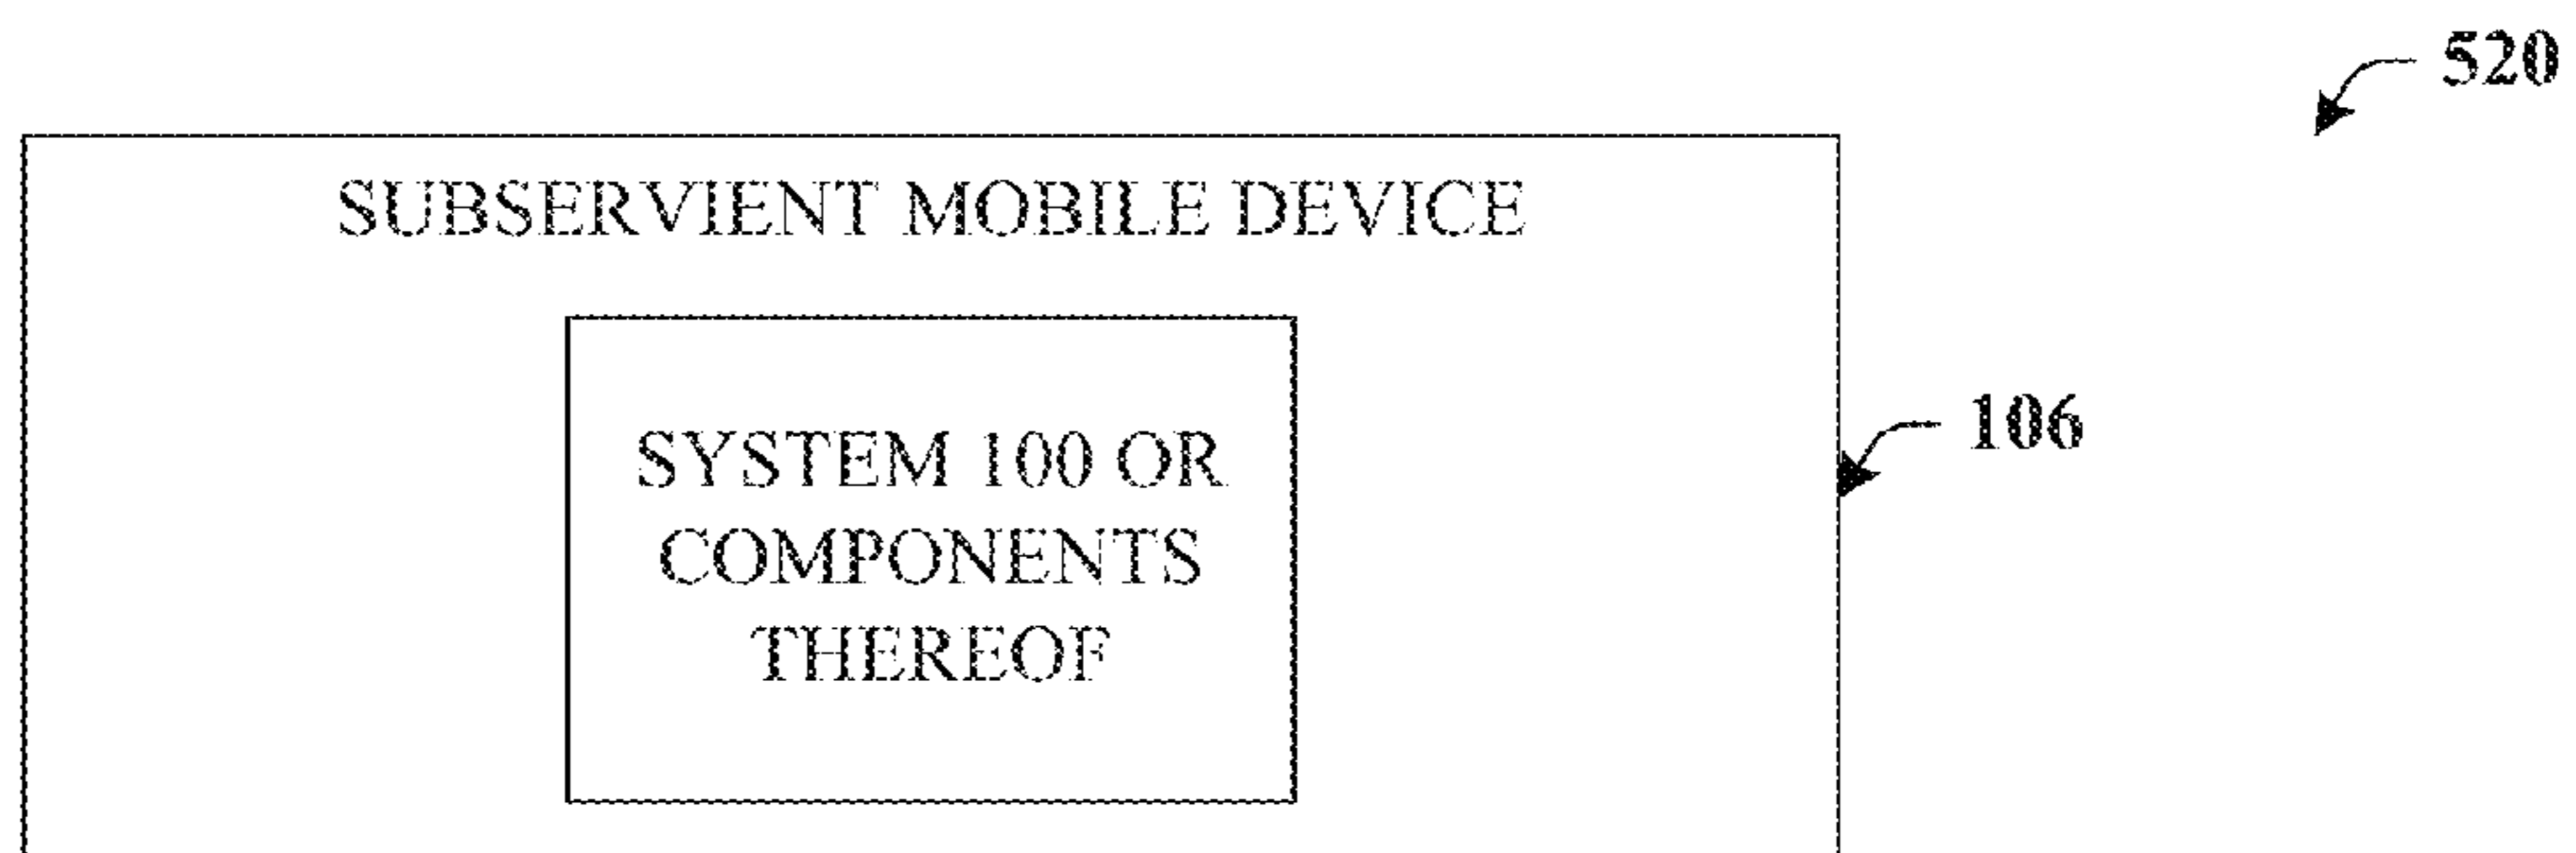 520
SUBSERVIENT MOBILE DEVICE
106
SYSTEM 100 OR
COMPONENTS
THEREOF